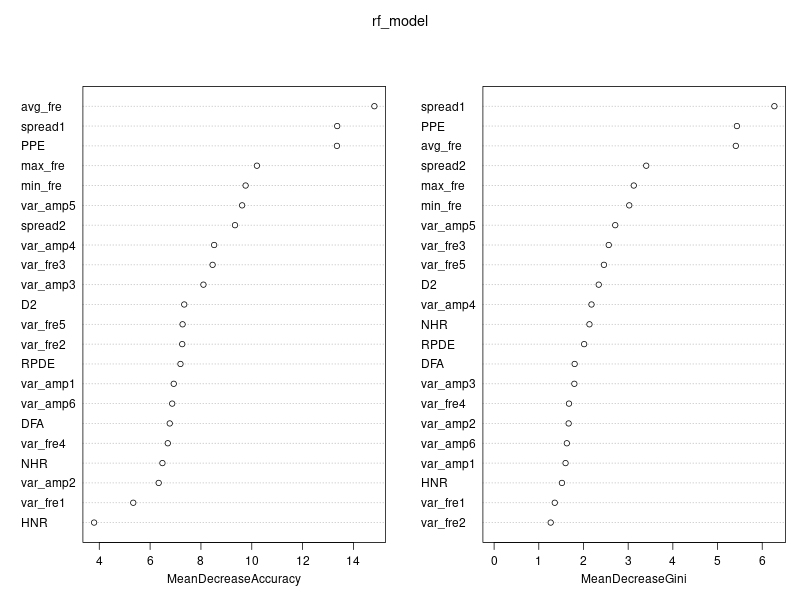 rf_model
avg_fre
spread1
PPE
max_fre
min_fre
var_amp5
spread2
var_amp4
var_fre3
var_amp3
D2
var_fre5
var_fre2
RPDE
var_amp1
var_amp6
DFA
var_fre4
NHR
var_amp2
var_fre1
HNR
4 6 8 10 12 14
MeanDecreaseAccuracy
spread1
PPE
avg_fre
spread2
max_fre
min_fre
var_amp5
var_fre3
var_fre5
D2
var_amp4
NHR
RPDE
DFA
var_amp3
var_fre4
var_amp2
var_amp6
var_amp1
HNR
var_fre1
var_fre2
0 1 2 3 4 5 6
MeanDecreaseGini